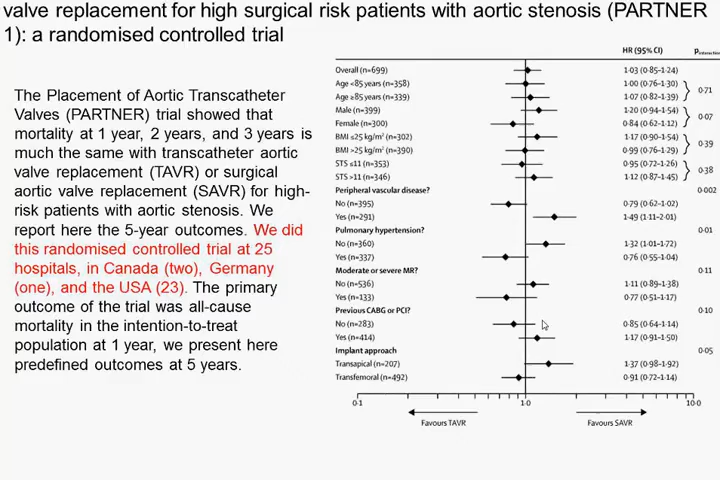 valve replacement for high surgical risk patients with aortic stenosis (PARTNER
1): a randomised controlled trial
The Placement of Aortic Transcatheter
Valves (PARTNER) trial showed that
mortality at 1 year, 2 years, and 3 years is
much the same with transcatheter aortic
valve replacement (TAVR) or surgical
aortic valve replacement (SAVR) for high-
risk patients with aortic stenosis. We
report here the 5-year outcomes. We did
this randomised controlled trial at 25
hospitals, in Canada (two), Germany
(one), and the USA (23). The primary
outcome of the trial was all-cause
mortality in the intention-to-treat
population at 1 year, we present here
predefined outcomes at 5 years.
HR (95% CI) Pinteraction
Overall (n=699) 1·03 (0·85–1·24)
Age <85 years (n=358) 1·00 (0·76–1·30)
0·71
Age ≥85 years (n=339) 1·07 (0·82–1·39)
Male (n=399) 1·20 (0·94–1·54)
0·07
Female (n=300) 0·84 (0·62–1·12)
BMI ≤25 kg/m² (n=302) 1·17 (0·90–1·54)
0·39
BMI >25 kg/m² (n=390) 0·99 (0·76–1·29)
STS ≤11 (n=353) 0·95 (0·72–1·26)
0·38
STS >11 (n=346) 1·12 (0·87–1·45)
Peripheral vascular disease? 0·002
No (n=395) 0·79 (0·62–1·02)
Yes (n=291) 1·49 (1·11–2·01)
Pulmonary hypertension? 0·01
No (n=360) 1·32 (1·01–1·72)
Yes (n=337) 0·76 (0·55–1·04)
Moderate or severe MR? 0·11
No (n=536) 1·11 (0·89–1·38)
Yes (n=133) 0·77 (0·51–1·17)
Previous CABG or PCI? 0·10
No (n=283) 0·85 (0·64–1·14)
Yes (n=414) 1·17 (0·91–1·50)
Implant approach 0·05
Transapical (n=207) 1·37 (0·98–1·92)
Transfemoral (n=492) 0·91 (0·72–1·14)
0·1 1·0 10·0
Favours TAVR Favours SAVR